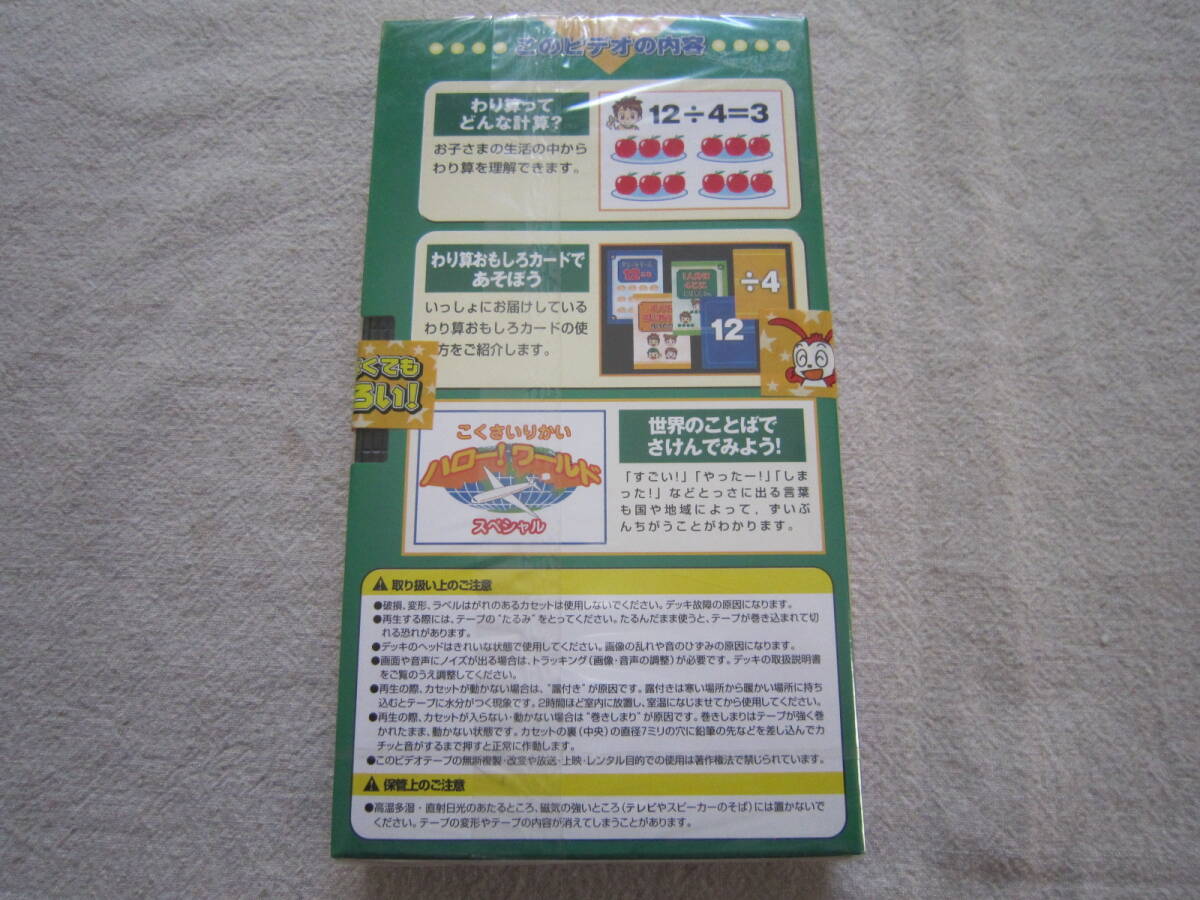 このビデオの内容
わり算って
どんな計算?
お子さまの生活の中から
わり算を理解できます。
12÷4=3
わり算おもしろカードで
あそぼう
いっしょにお届けしている
わり算おもしろカードの使
方をご紹介します。
12
÷4
12
くでも
ろい!
こくさいりかい
ハロー!ワールド
スペシャル
世界のことばで
さけんでみよう!
「すごい!」「やったー!」「しま
った!」などとっさに出る言葉
も国や地域によって,ずいぶ
んちがうことがわかります。
取り扱い上のご注意
●破損、変形、ラベルはがれのあるカセットは使用しないでください。デッキ故障の原因になります。
●再生する際には、テープの“たるみ”をとってください。たるんだまま使うと、テープが巻き込まれて切
れる恐れがあります。
●デッキのヘッドはきれいな状態で使用してください。画像の乱れや音のひずみの原因になります。
●画面や音声にノイズが出る場合は、トラッキング(画像・音声の調整)が必要です。デッキの取扱説明書
をご覧のうえ調整してください。
●再生の際、カセットが動かない場合は、“露付き”が原因です。露付きは寒い場所から暖かい場所に持ち
込むとテープに水分がつく現象です。2時間ほど室内に放置し、室温になじませてから使用してください。
●再生の際、カセットが入らない・動かない場合は“巻きしまり”が原因です。巻きしまりはテープが強く巻
かれたまま、動かない状態です。カセットの裏(中央)の直径7ミリの穴に鉛筆の先などを差し込んでカ
チッと音がするまで押すと正常に作動します。
●このビデオテープの無断複製・改変や放送・上映・レンタル目的での使用は著作権法で禁じられています。
保管上のご注意
●高温多湿・直射日光のあたるところ、磁気の強いところ(テレビやスピーカーのそば)には置かないで
ください。テープの変形やテープの内容が消えてしまうことがあります。